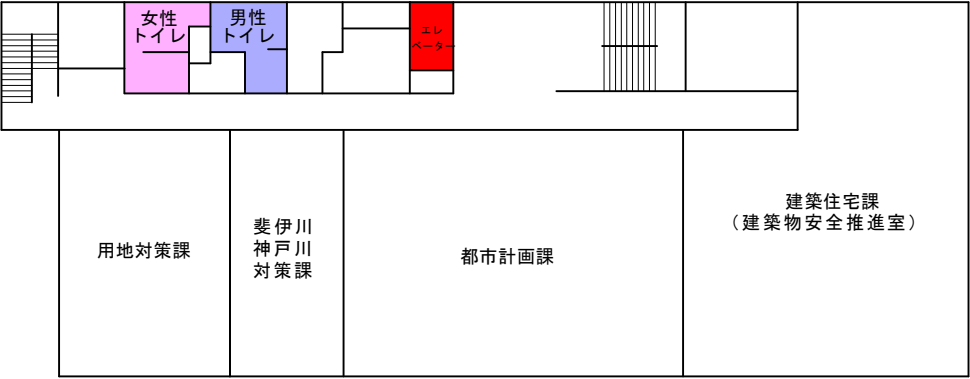 女性
トイレ
男性
トイレ
エレ
ベーター
用地対策課
斐伊川
神戸川
対策課
都市計画課
建築住宅課
（建築物安全推進室）